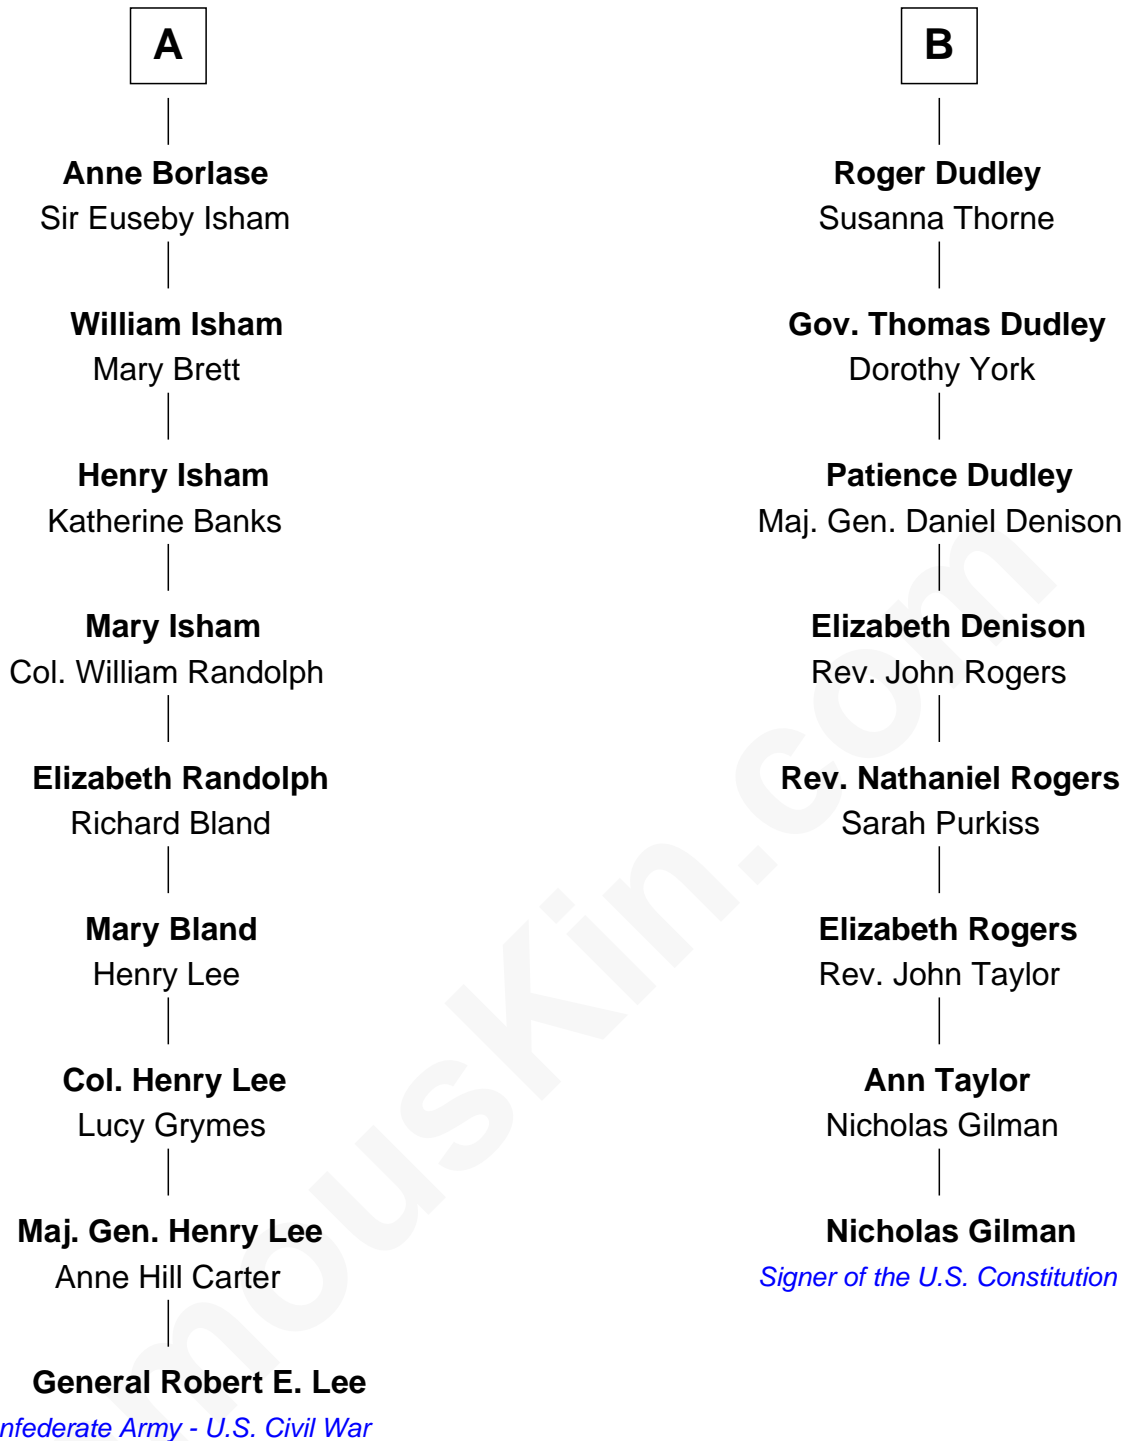 A
Anne Borlase
Sir Euseby Isham
William Isham
Mary Brett
Henry Isham
Katherine Banks
Mary Isham
Col. William Randolph
Elizabeth Randolph
Richard Bland
Mary Bland
Henry Lee
Col. Henry Lee
Lucy Grymes
Maj. Gen. Henry Lee
Anne Hill Carter
General Robert E. Lee
nfederate Army - U.S. Civil War
B
Roger Dudley
Susanna Thorne
Gov. Thomas Dudley
Dorothy York
Patience Dudley
Maj. Gen. Daniel Denison
Elizabeth Denison
Rev. John Rogers
Rev. Nathaniel Rogers
Sarah Purkiss
Elizabeth Rogers
Rev. John Taylor
Ann Taylor
Nicholas Gilman
Nicholas Gilman
Signer of the U.S. Constitution
mouskin.com